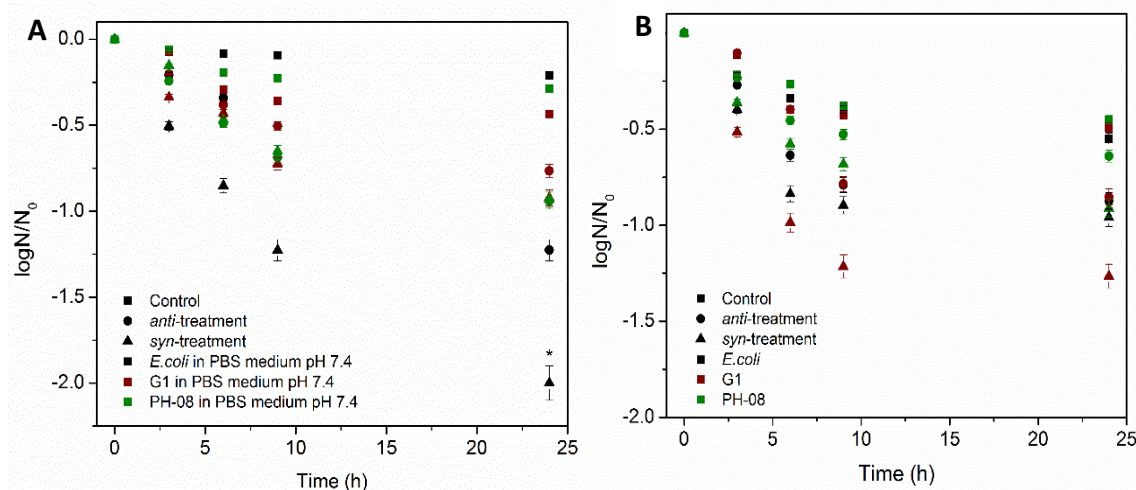 A
0.0
-0.5
-1.0
-1.5
-2.0
logN/N0
Control
anti-treatment
syn-treatment
E.coli in PBS medium pH 7.4
G1 in PBS medium pH 7.4
PH-08 in PBS medium pH 7.4
*
0 5 10 15 20 25
Time (h)
B
-0.5
-1.0
-1.5
-2.0
logN/N0
Control
anti-treatment
syn-treatment
E.coli
G1
PH-08
0 5 10 15 20 25
Time (h)